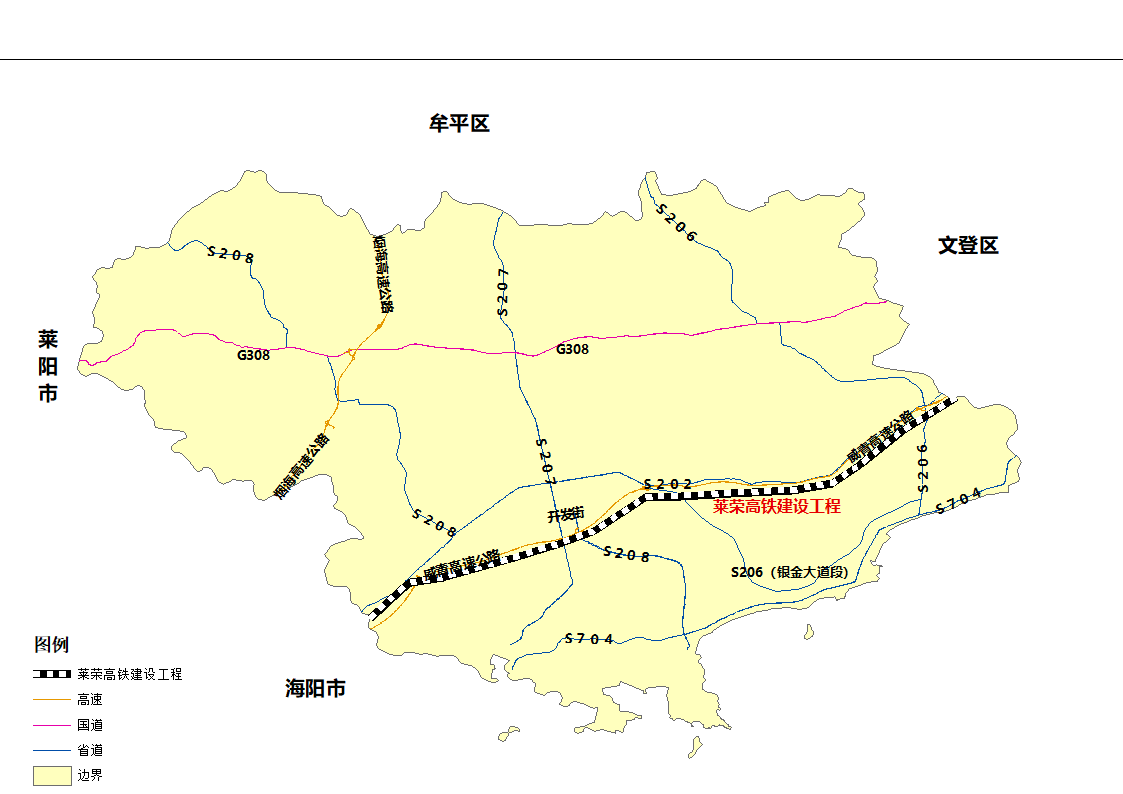 牟平区
文登区
S206
S208
烟海高速公路
S207
莱阳市
G308
G308
威青高速公路
烟海高速公路
S207
S206
S202
S704
莱荣高铁建设工程
开发街
S208
S208
威青高速公路
S206（银金大道段）
S704
海阳市
图例
莱荣高铁建设工程
高速
国道
省道
边界